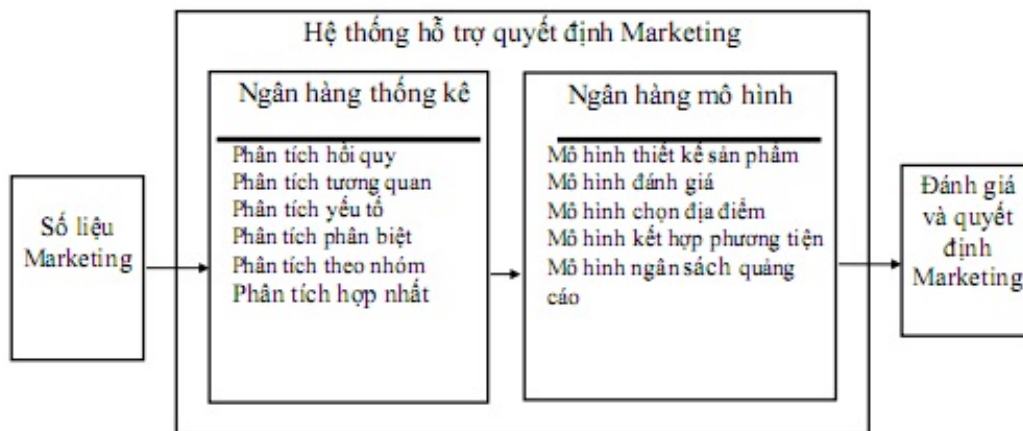 Hệ thống hỗ trợ quyết định Marketing
Số liệu
Marketing
Ngân hàng thống kê
Phân tích hồi quy
Phân tích tương quan
Phân tích yếu tố
Phân tích phân biệt
Phân tích theo nhóm
Phân tích hợp nhất
Ngân hàng mô hình
Mô hình thiết kế sản phẩm
Mô hình đánh giá
Mô hình chọn địa điểm
Mô hình kết hợp phương tiện
Mô hình ngân sách quảng
cáo
Đánh giá
và quyết
định
Marketing